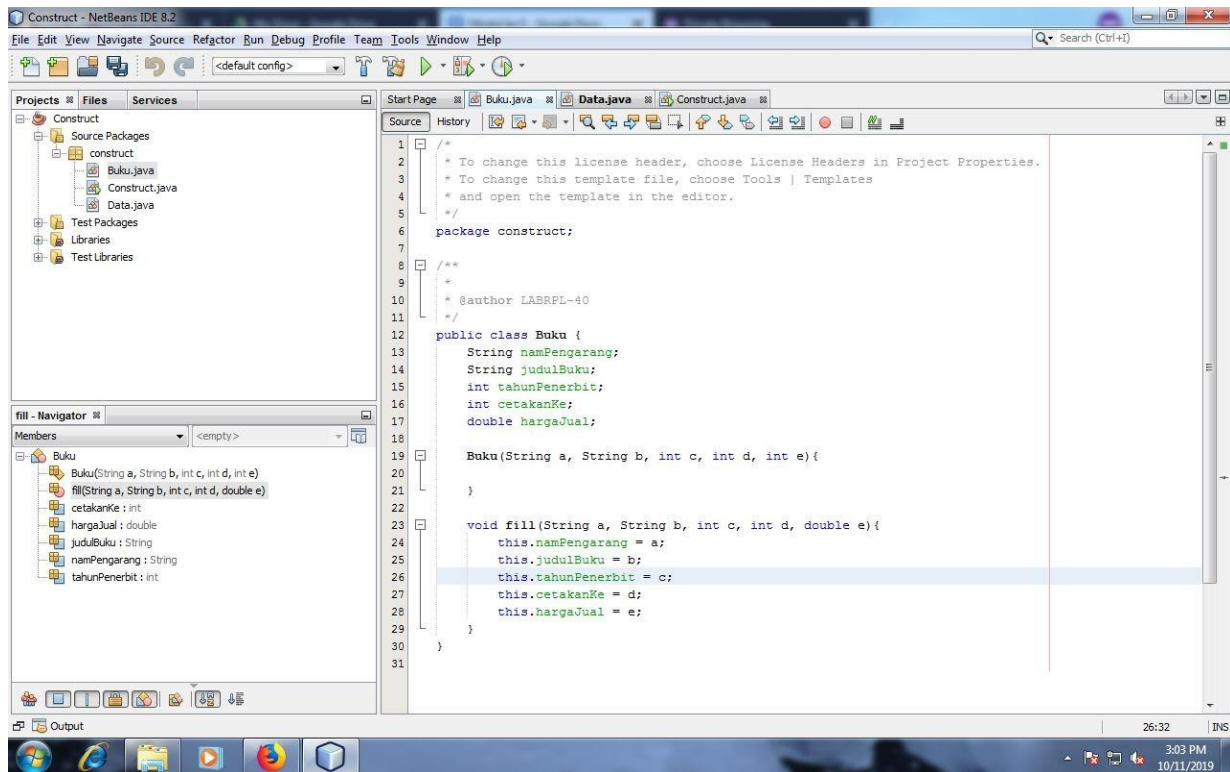 Construct - NetBeans IDE 8.2
File Edit View Navigate Source Refactor Run Debug Profile Team Tools Window Help
Search (Ctrl+I)
<default config>
Projects Files Services
Construct
Source Packages
construct
Buku.java
Construct.java
Data.java
Test Packages
Libraries
Test Libraries
fill - Navigator
Members <empty>
Buku
Buku(String a, String b, int c, int d, int e)
fill(String a, String b, int c, int d, double e)
cetakanKe : int
hargaJual : double
judulBuku : String
namPengarang : String
tahunPenerbit : int
Start Page Buku.java Data.java Construct.java
Source History
1 /*
2 * To change this license header, choose License Headers in Project Properties.
3 * To change this template file, choose Tools | Templates
4 * and open the template in the editor.
5 */
6 package construct;
7
8 /**
9 *
10 * @author LABRPL-40
11 */
12 public class Buku {
13 String namPengarang;
14 String judulBuku;
15 int tahunPenerbit;
16 int cetakanKe;
17 double hargaJual;
18
19 Buku(String a, String b, int c, int d, int e){
20
21 }
22
23 void fill(String a, String b, int c, int d, double e){
24 this.namPengarang = a;
25 this.judulBuku = b;
26 this.tahunPenerbit = c;
27 this.cetakanKe = d;
28 this.hargaJual = e;
29 }
30 }
31
Output
26:32 INS
3:03 PM
10/11/2019